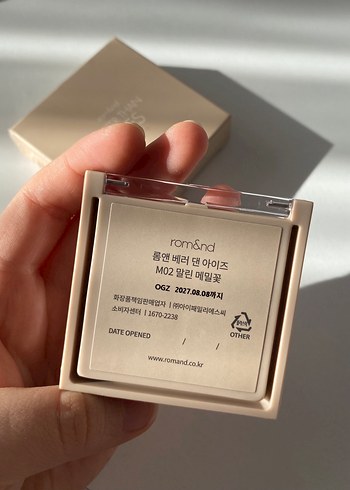 rom&nd
롬앤 베러 댄 아이즈
M02 말린 메밀꽃
OGZ 2027.08.08까지
화장품책임판매업자 | ㈜아이패밀리에스씨
소비자센터 | 1670-2238
DATE OPENED / /
OTHER
www.romand.co.kr